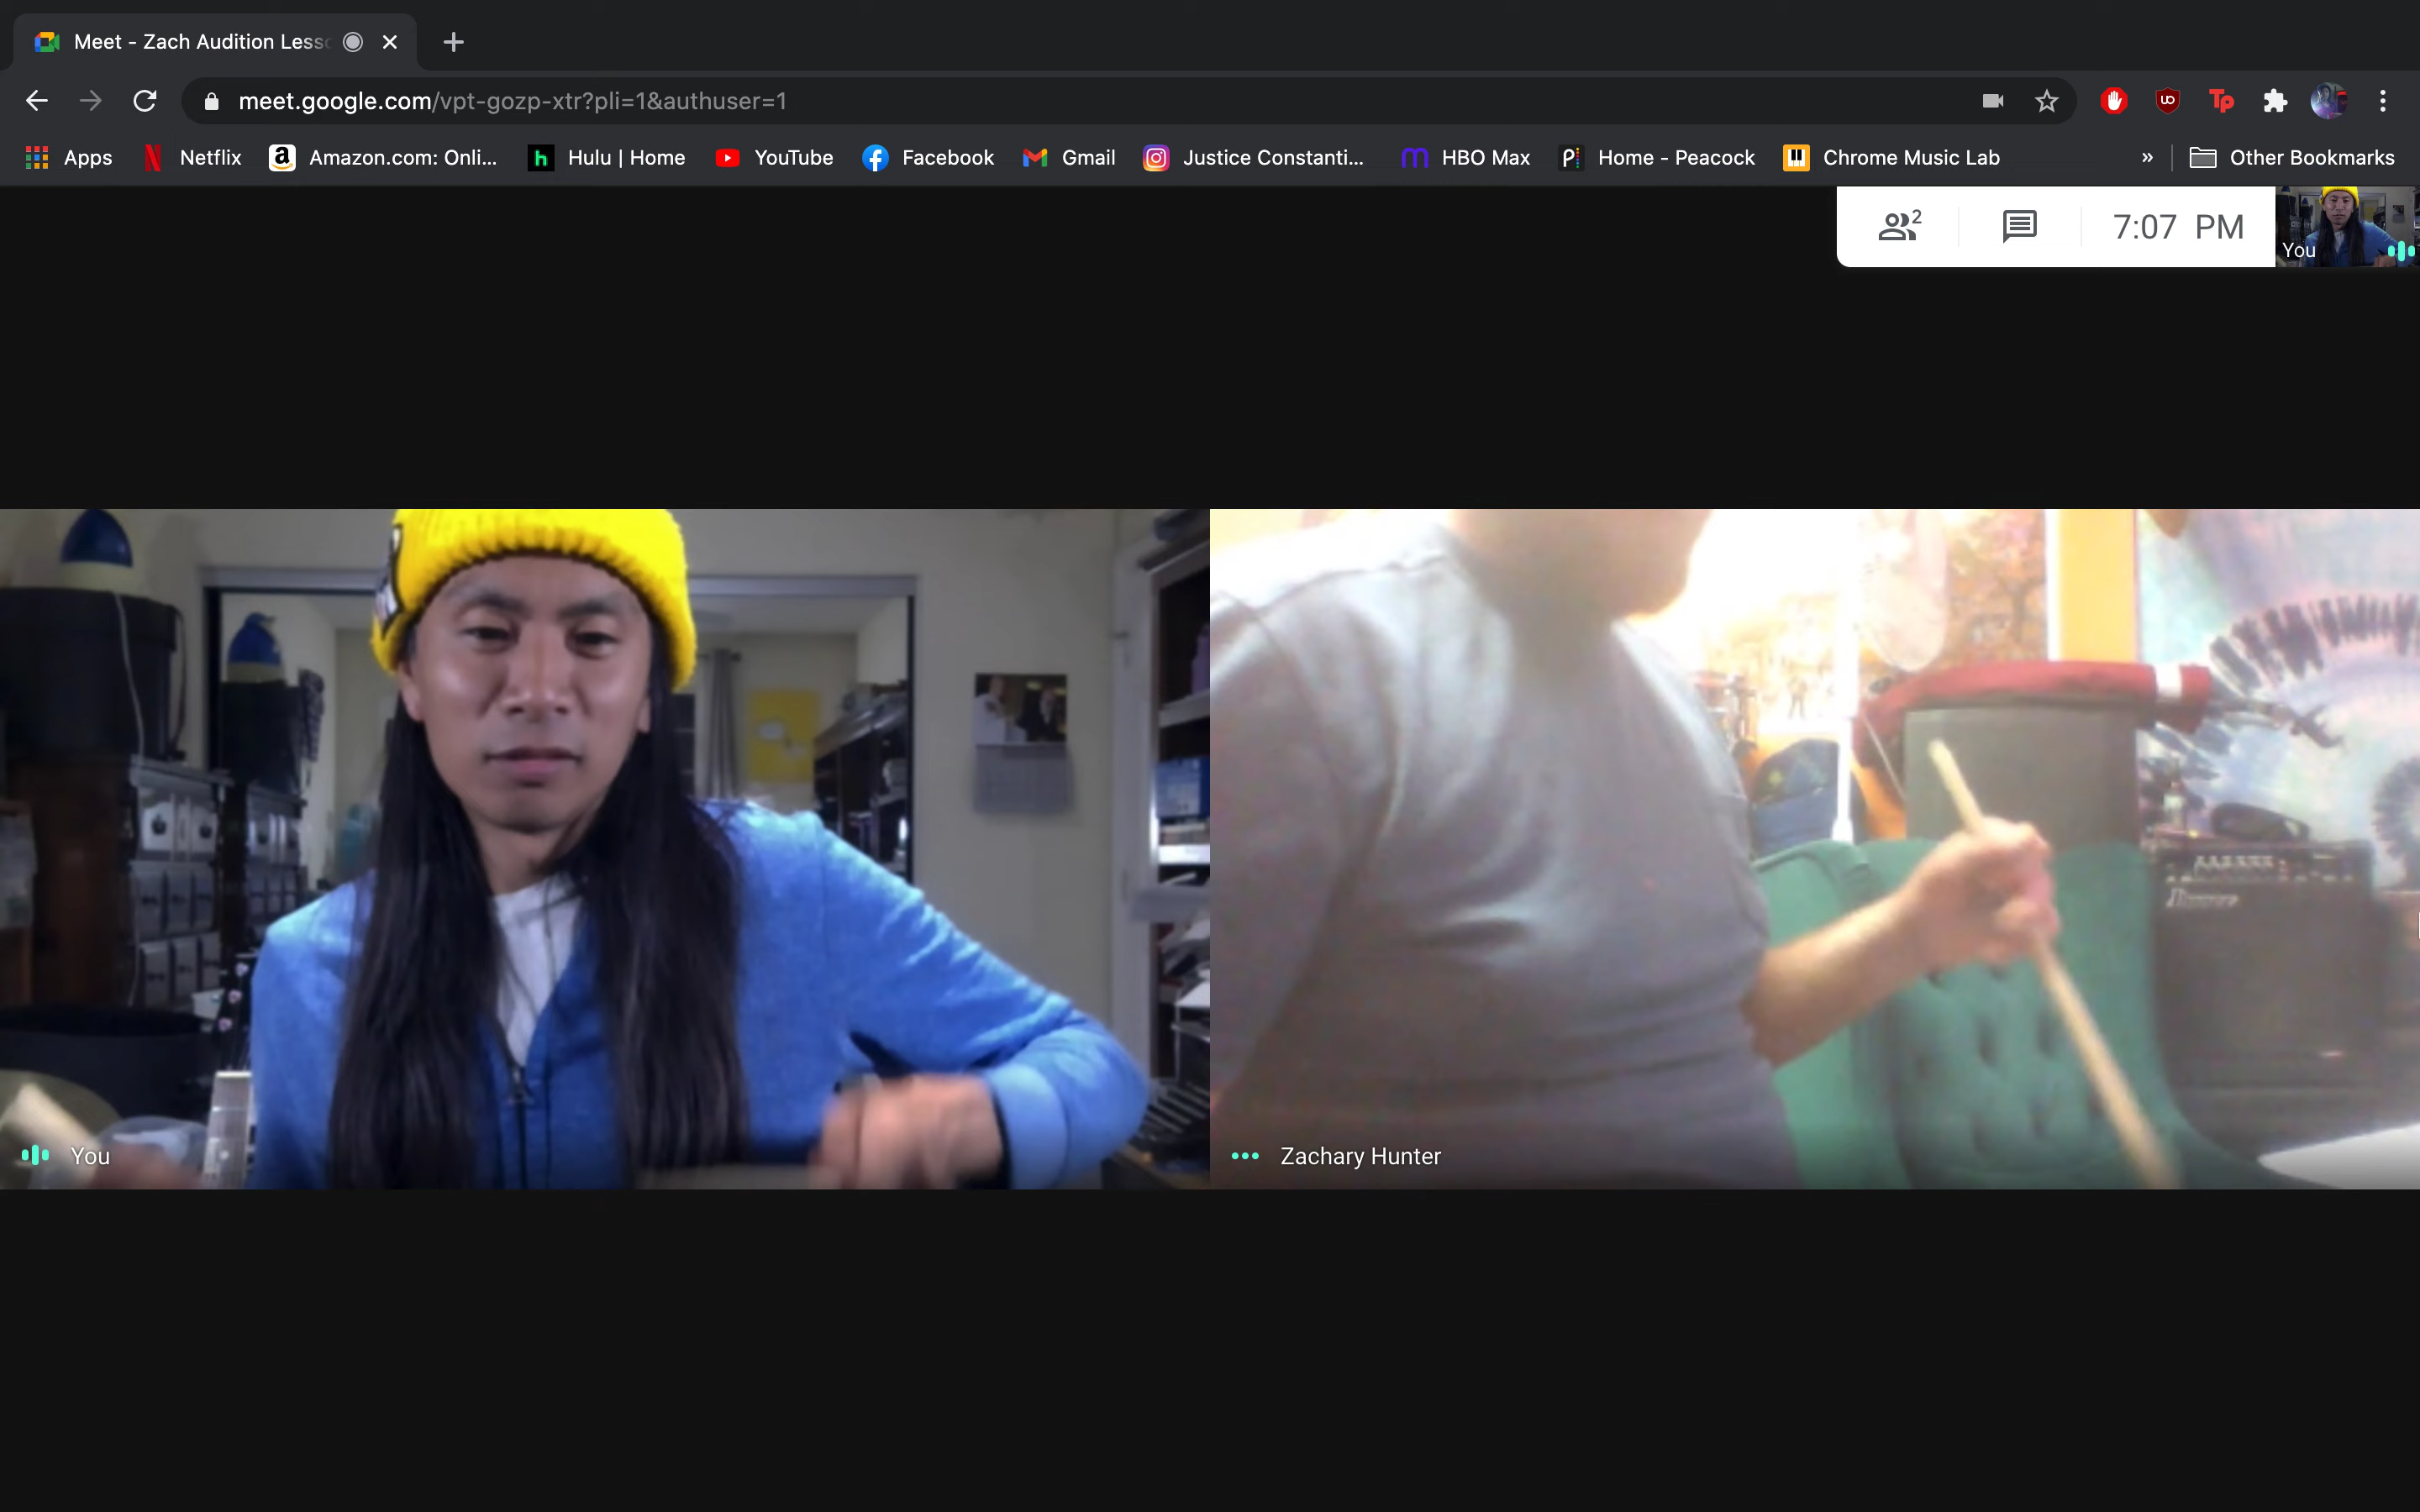 Meet - Zach Audition Less
meet.google.com/vpt-gozp-xtr?pli=1&authuser=1
Apps Netflix Amazon.com: Onli... Hulu | Home YouTube Facebook Gmail Justice Constanti... HBO Max Home - Peacock Chrome Music Lab » Other Bookmarks
2 7:07 PM You
Ibanez
You Zachary Hunter